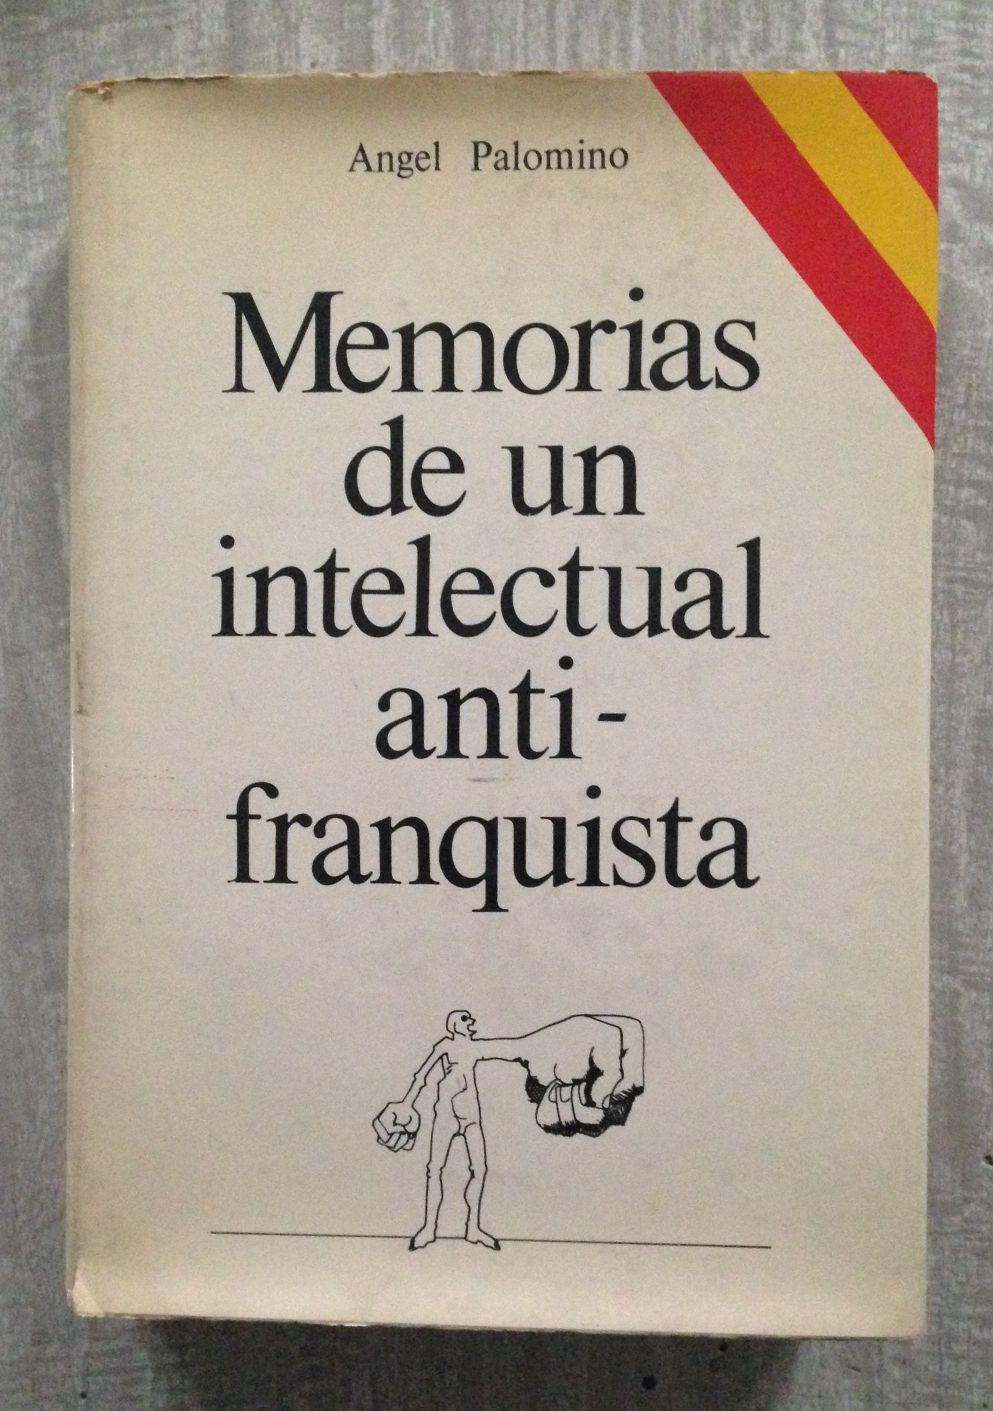 Angel Palomino
Memorias
de un
intelectual
anti-
franquista